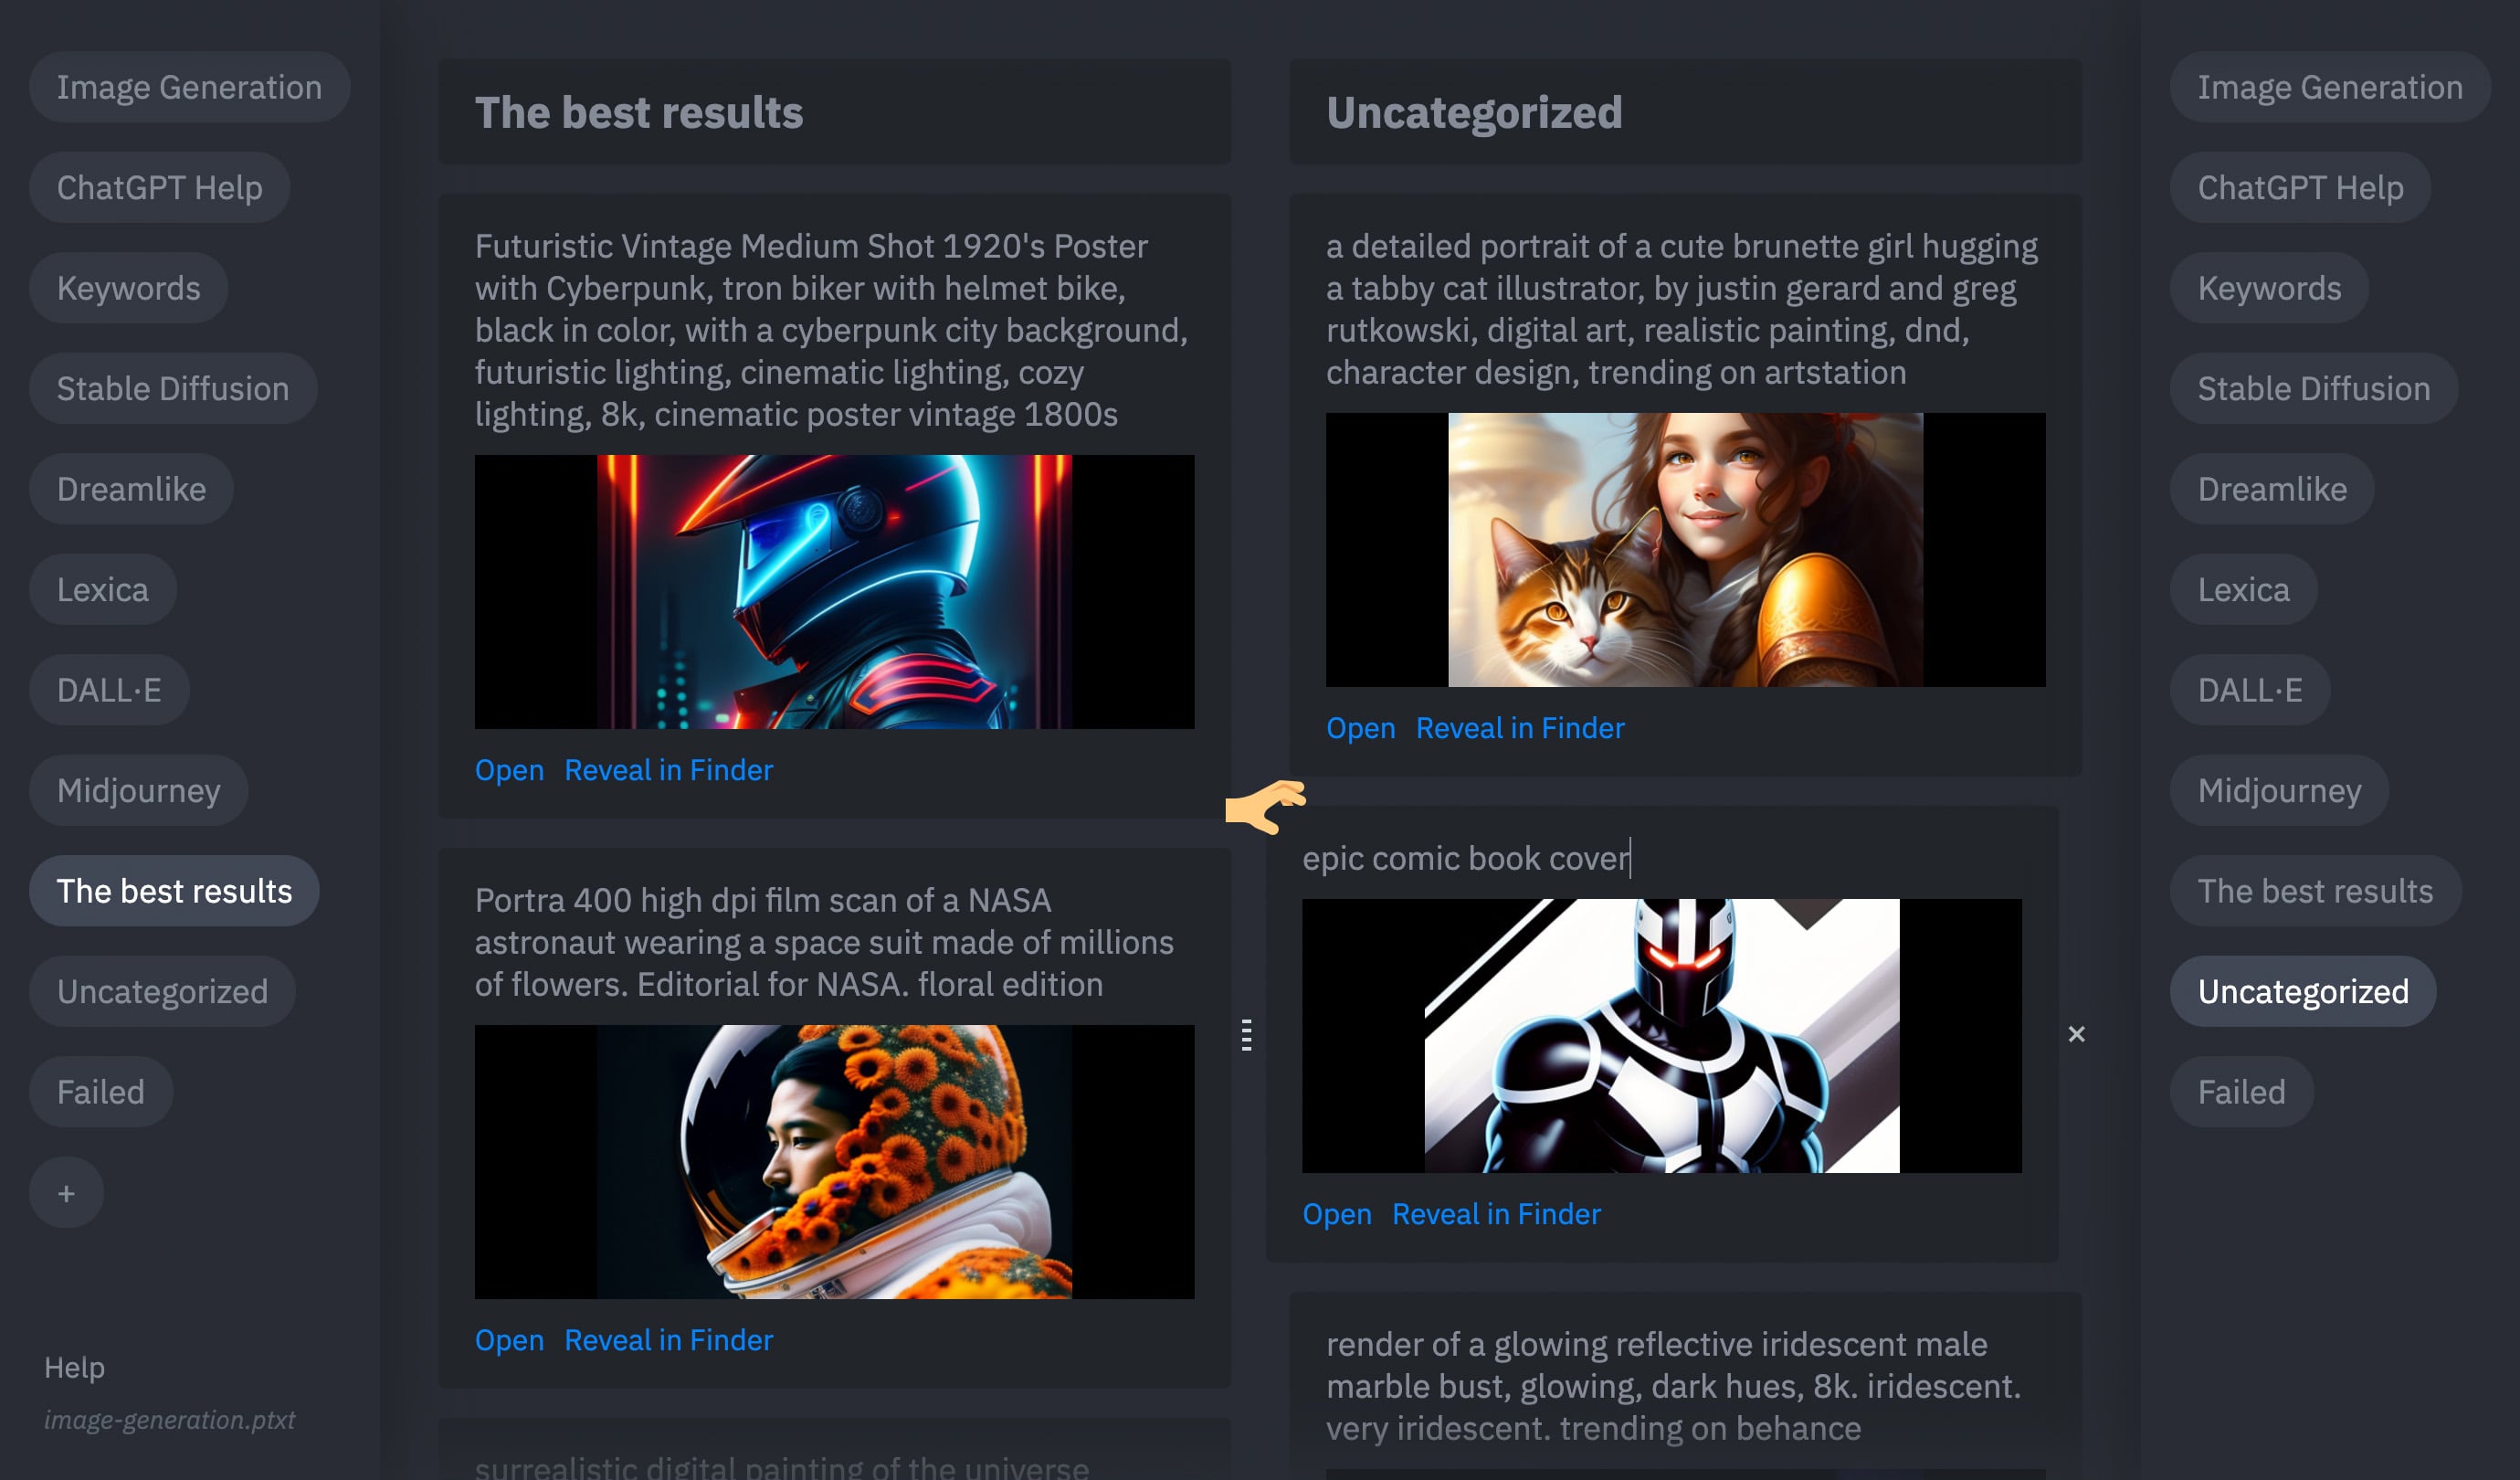 Image Generation
ChatGPT Help
Keywords
Stable Diffusion
Dreamlike
Lexica
DALL·E
Midjourney
The best results
Uncategorized
Failed
+
Help
image-generation.ptxt
The best results
Futuristic Vintage Medium Shot 1920's Poster
with Cyberpunk, tron biker with helmet bike,
black in color, with a cyberpunk city background,
futuristic lighting, cinematic lighting, cozy
lighting, 8k, cinematic poster vintage 1800s
Open Reveal in Finder
Portra 400 high dpi film scan of a NASA
astronaut wearing a space suit made of millions
of flowers. Editorial for NASA. floral edition
Open Reveal in Finder
surrealistic digital painting of the universe
Uncategorized
a detailed portrait of a cute brunette girl hugging
a tabby cat illustrator, by justin gerard and greg
rutkowski, digital art, realistic painting, dnd,
character design, trending on artstation
Open Reveal in Finder
epic comic book cover
Open Reveal in Finder
render of a glowing reflective iridescent male
marble bust, glowing, dark hues, 8k. iridescent.
very iridescent. trending on behance
Image Generation
ChatGPT Help
Keywords
Stable Diffusion
Dreamlike
Lexica
DALL·E
Midjourney
The best results
Uncategorized
Failed